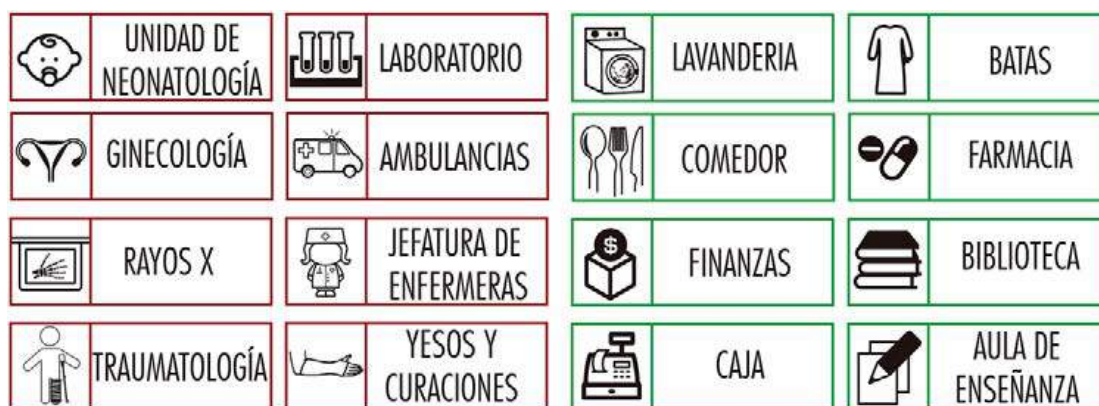 UNIDAD DE
NEONATOLOGÍA
LABORATORIO
LAVANDERIA
BATAS
GINECOLOGÍA
AMBULANCIAS
COMEDOR
FARMACIA
RAYOS X
JEFATURA DE
ENFERMERAS
$
FINANZAS
BIBLIOTECA
TRAUMATOLOGÍA
YESOS Y
CURACIONES
CAJA
AULA DE
ENSEÑANZA